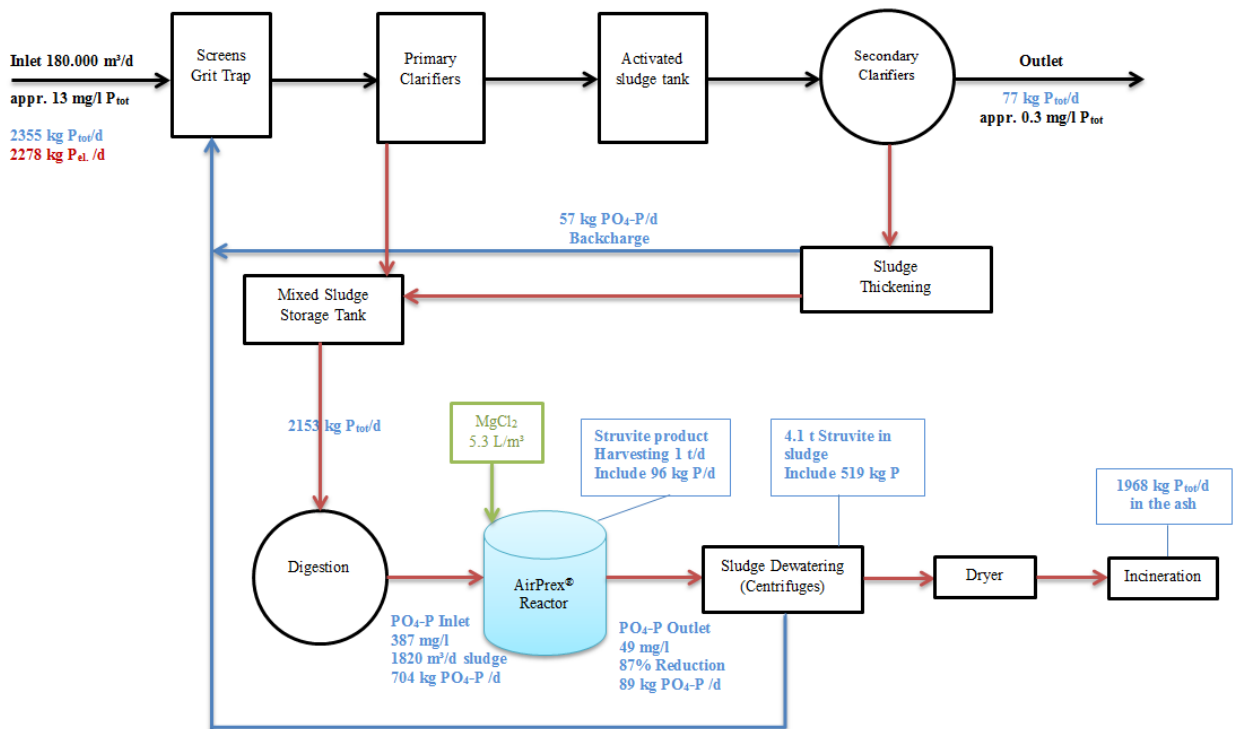 Inlet 180.000 m³/d
appr. 13 mg/l Ptot
2355 kg Ptot/d
2278 kg Pel. /d
Screens
Grit Trap
Primary
Clarifiers
Activated
sludge tank
Secondary
Clarifiers
Outlet
77 kg Ptot/d
appr. 0.3 mg/l Ptot
57 kg PO₄-P/d
Backcharge
Sludge
Thickening
Mixed Sludge
Storage Tank
2153 kg Ptot/d
MgCl₂
5.3 L/m³
Struvite product
Harvesting 1 t/d
Include 96 kg P/d
4.1 t Struvite in
sludge
Include 519 kg P
1968 kg Ptot/d
in the ash
Digestion
AirPrex®
Reactor
Sludge Dewatering
(Centrifuges)
Dryer
Incineration
PO₄-P Inlet
387 mg/l
1820 m³/d sludge
704 kg PO₄-P /d
PO₄-P Outlet
49 mg/l
87% Reduction
89 kg PO₄-P /d